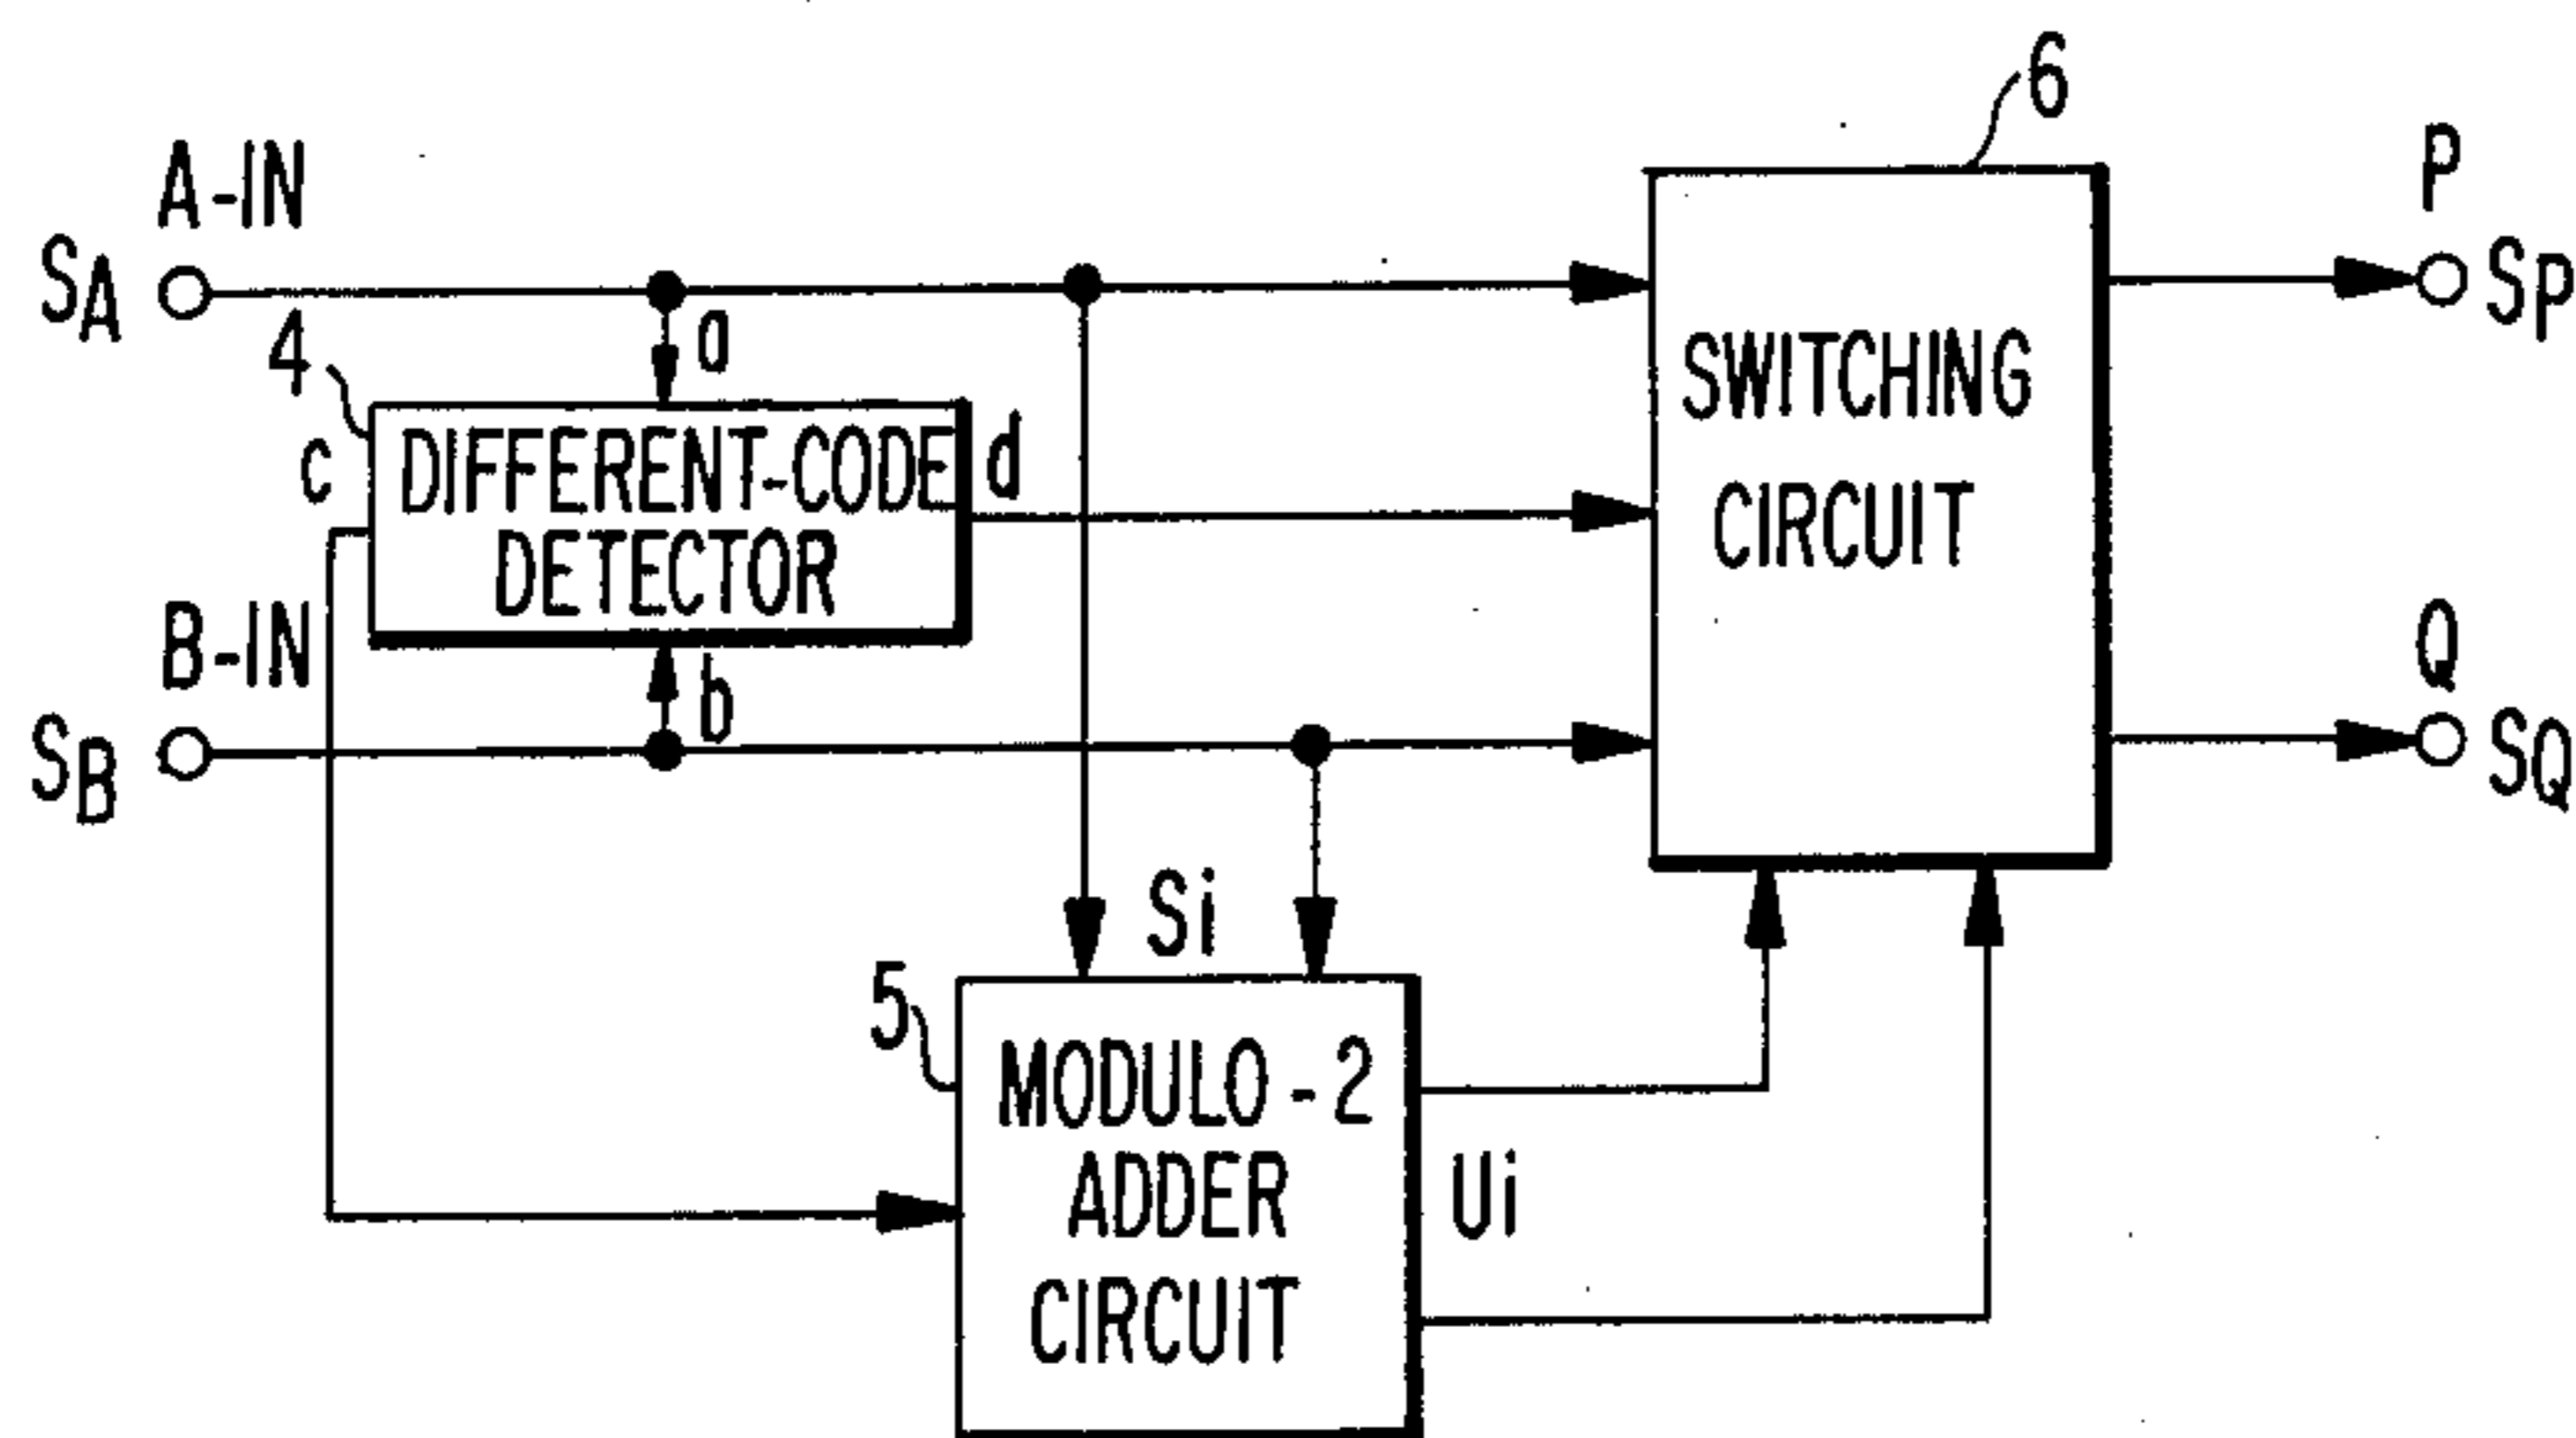 6
A-IN
P
SA
SP
4
a
c
DIFFERENT-CODE
DETECTOR
d
SWITCHING
CIRCUIT
B-IN
Q
SB
b
SQ
Si
5
MODULO-2
ADDER
CIRCUIT
Ui